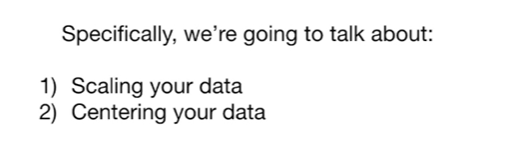 Specifically, we're going to talk about:
1) Scaling your data
2) Centering your data